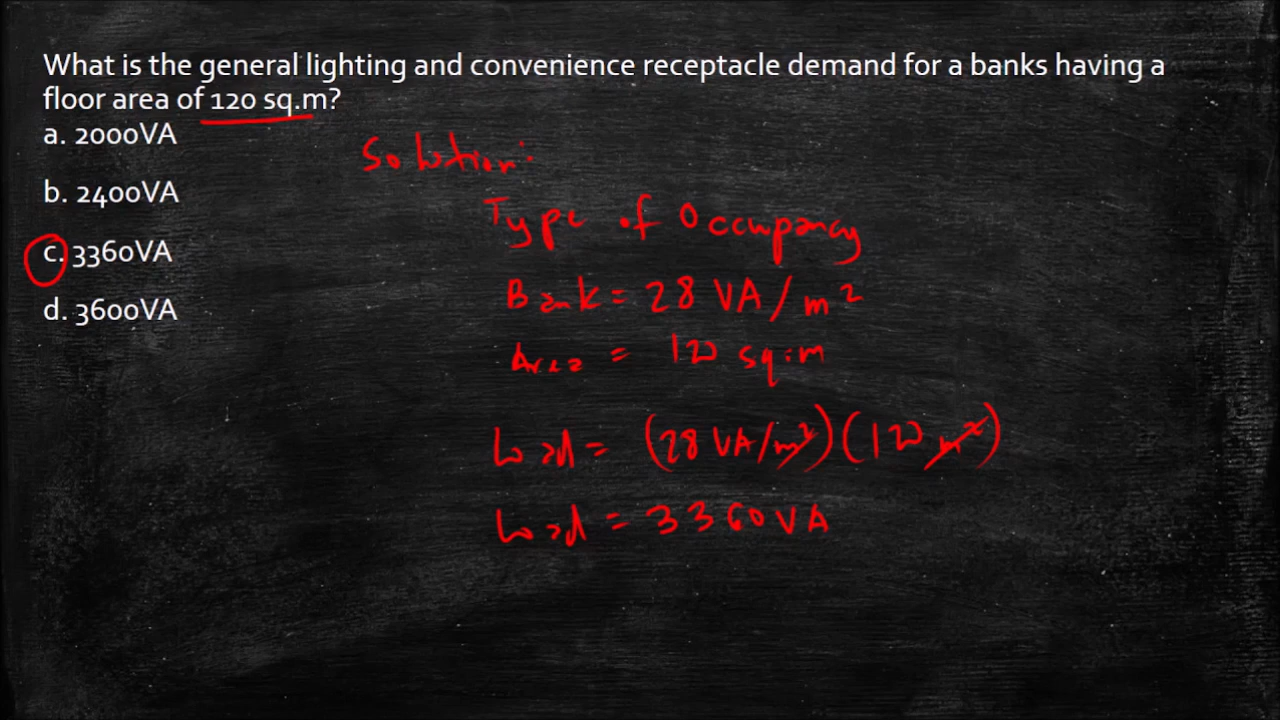 What is the general lighting and convenience receptacle demand for a banks having a
floor area of 120 sq.m?
a. 2000VA
b. 2400VA
c. 3360VA
d. 3600VA
Solution:
Type of Occupancy
Bank = 28 VA/m²
Area = 120 sq.m
Load = (28 VA/m²)(120 m²)
Load = 3360VA